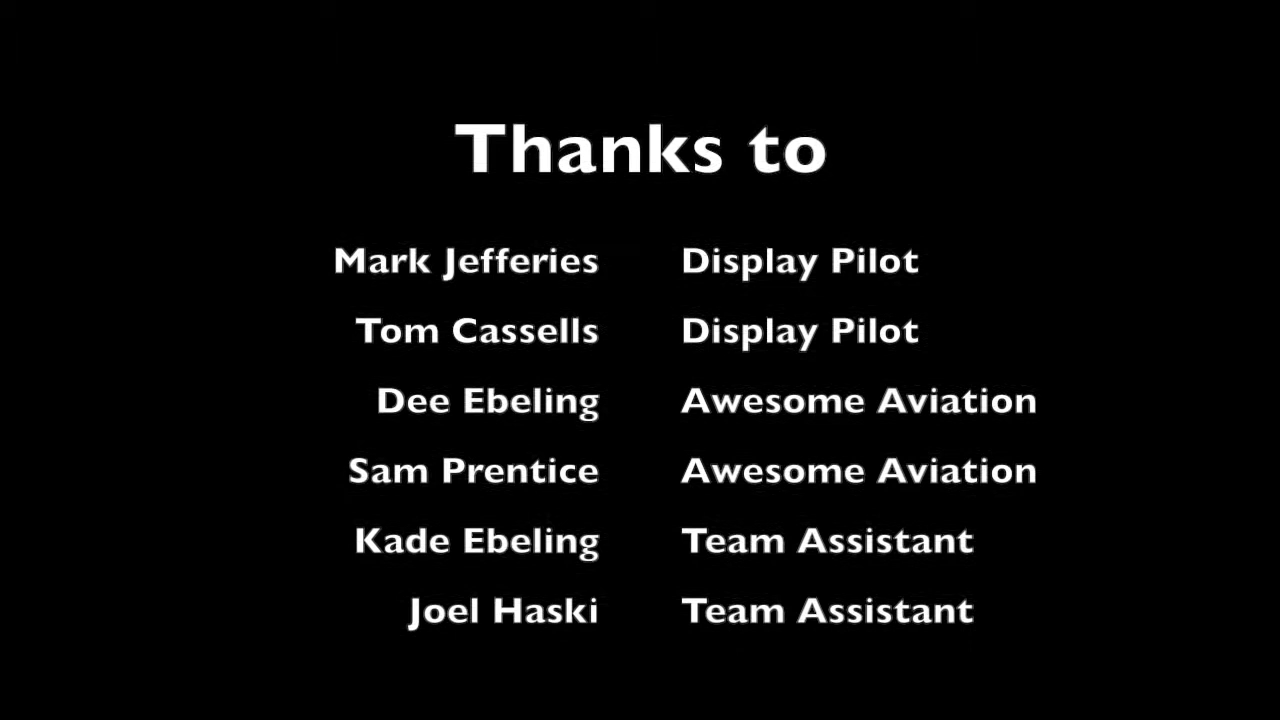 Thanks to
Mark Jefferies Display Pilot
Tom Cassells Display Pilot
Dee Ebeling Awesome Aviation
Sam Prentice Awesome Aviation
Kade Ebeling Team Assistant
Joel Haski Team Assistant